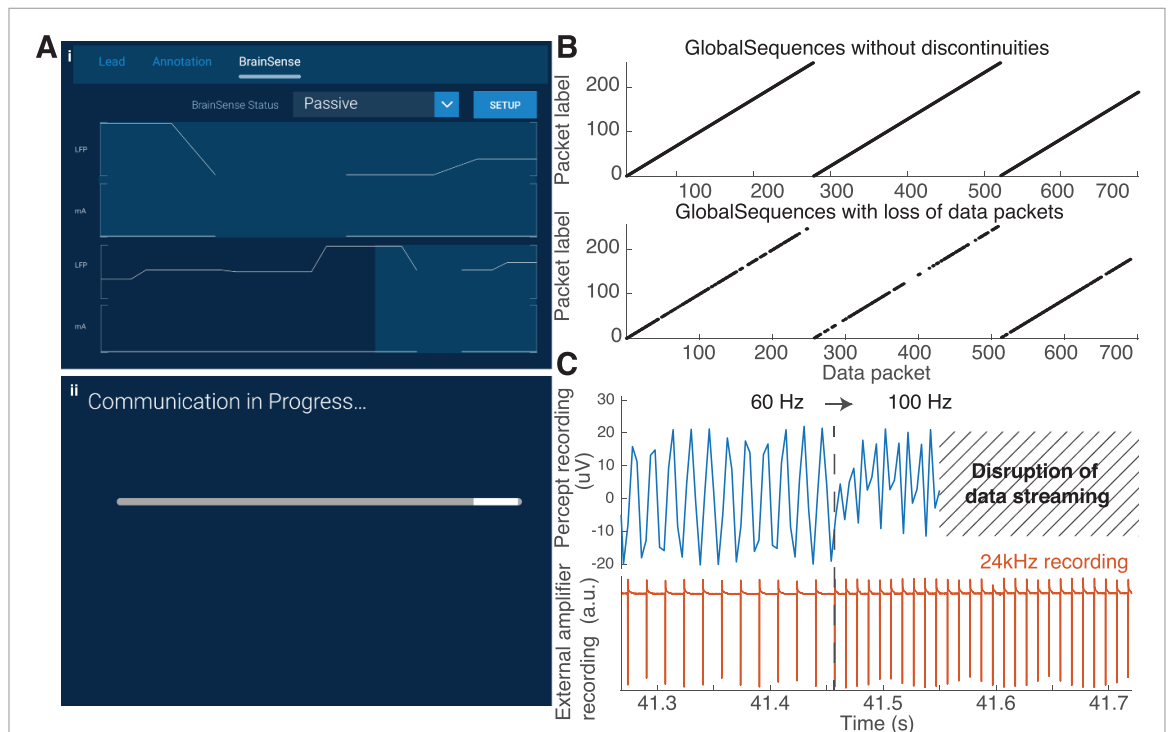 A
i
Lead Annotation BrainSense
BrainSense Status Passive SETUP
LFP
mA
LFP
mA
ii
Communication in Progress...
B
GlobalSequences without discontinuities
Packet label
200
100
0
100 200 300 400 500 600 700
GlobalSequences with loss of data packets
Packet label
200
100
0
100 200 300 400 500 600 700
Data packet
C
60 Hz → 100 Hz
Percept recording
(uV)
30
20
10
0
-10
-20
Disruption of
data streaming
24kHz recording
External amplifier
recording (a.u.)
41.3 41.4 41.5 41.6 41.7
Time (s)